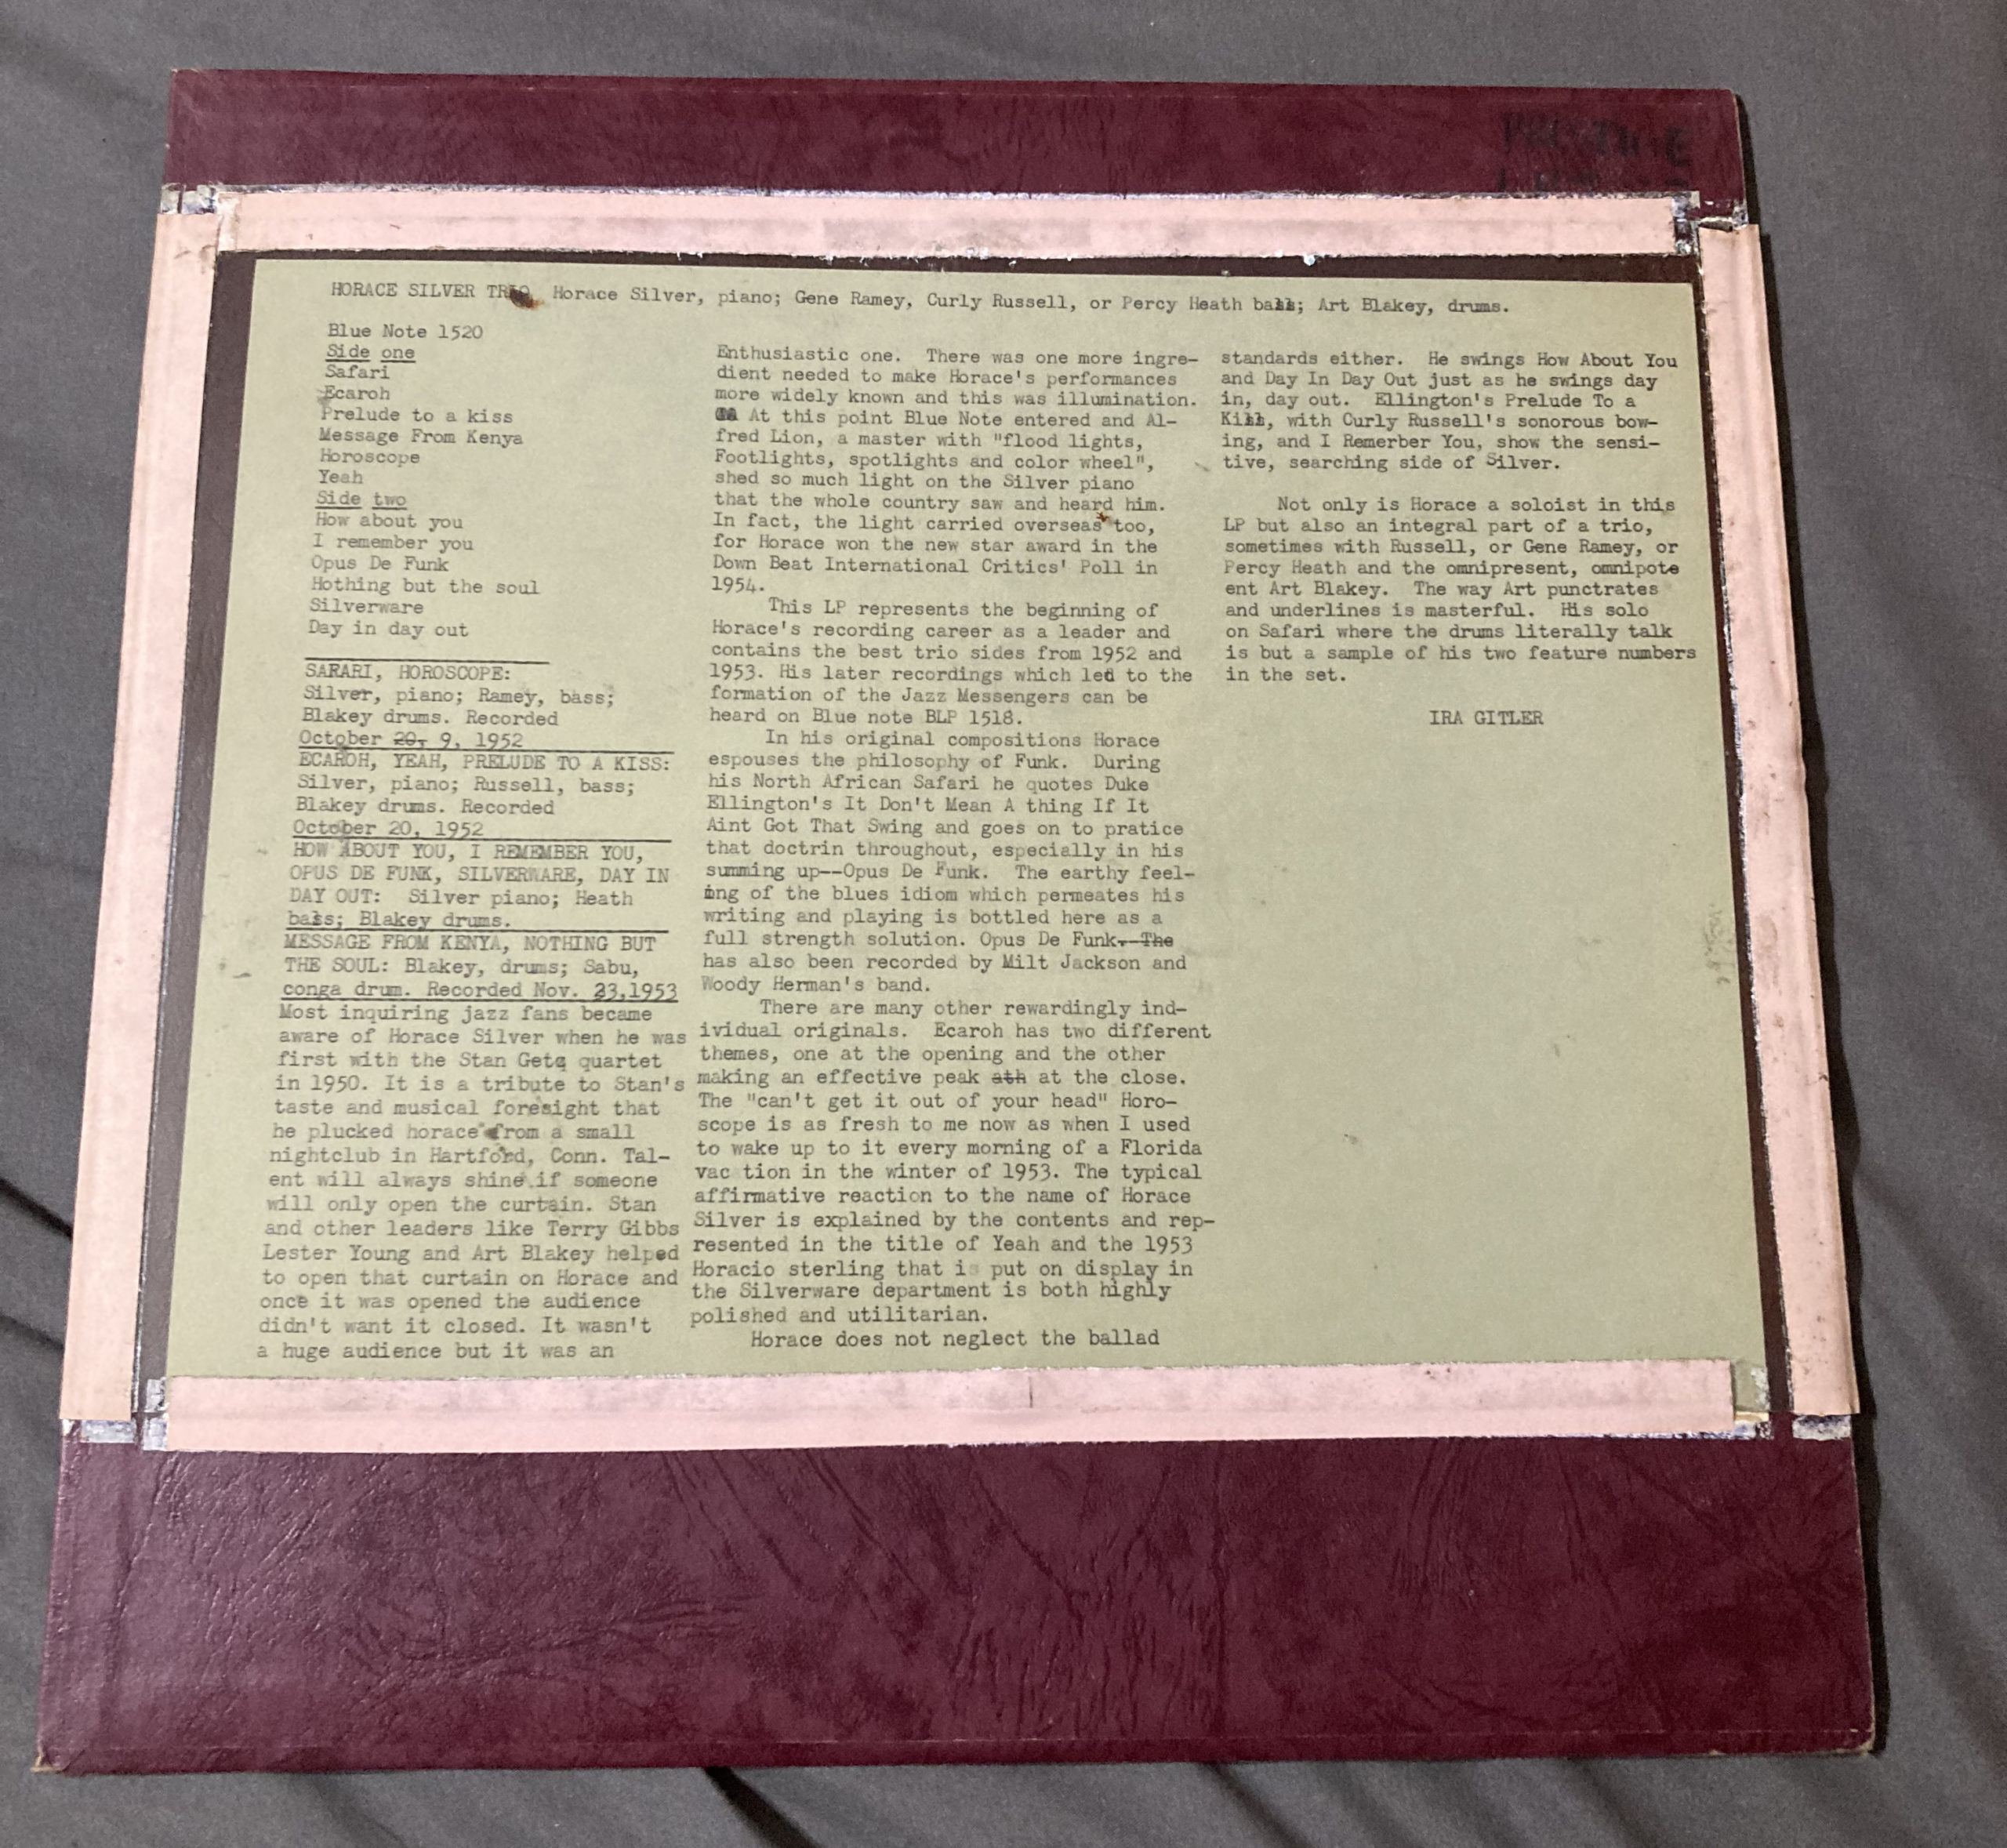 HORACE SILVER TRIO Horace Silver, piano; Gene Ramey, Curly Russell, or Percy Heath bass; Art Blakey, drums.
Blue Note 1520
Side one
Safari
Ecaroh
Prelude to a kiss
Message From Kenya
Horoscope
Yeah
Side two
How about you
I remember you
Opus De Funk
Hothing but the soul
Silverware
Day in day out
SAFARI, HOROSCOPE:
Silver, piano; Ramey, bass;
Blakey drums. Recorded
October 20, 9, 1952
ECAROH, YEAH, PRELUDE TO A KISS:
Silver, piano; Russell, bass;
Blakey drums. Recorded
October 20, 1952
HOW ABOUT YOU, I REMEMBER YOU,
OPUS DE FUNK, SILVERWARE, DAY IN
DAY OUT: Silver piano; Heath
bass; Blakey drums.
MESSAGE FROM KENYA, NOTHING BUT
THE SOUL: Blakey, drums; Sabu,
conga drum. Recorded Nov. 23,1953
Most inquiring jazz fans became
aware of Horace Silver when he was
first with the Stan Getz quartet
in 1950. It is a tribute to Stan's
taste and musical foresight that
he plucked horace from a small
nightclub in Hartford, Conn. Tal-
ent will always shine if someone
will only open the curtain. Stan
and other leaders like Terry Gibbs
Lester Young and Art Blakey helped
to open that curtain on Horace and
once it was opened the audience
didn't want it closed. It wasn't
a huge audience but it was an
Enthusiastic one. There was one more ingre-
dient needed to make Horace's performances
more widely known and this was illumination.
At this point Blue Note entered and Al-
fred Lion, a master with "flood lights,
Footlights, spotlights and color wheel",
shed so much light on the Silver piano
that the whole country saw and heard him.
In fact, the light carried overseas too,
for Horace won the new star award in the
Down Beat International Critics' Poll in
1954.
This LP represents the beginning of
Horace's recording career as a leader and
contains the best trio sides from 1952 and
1953. His later recordings which led to the
formation of the Jazz Messengers can be
heard on Blue note BLP 1518.
In his original compositions Horace
espouses the philosophy of Funk. During
his North African Safari he quotes Duke
Ellington's It Don't Mean A thing If It
Aint Got That Swing and goes on to pratice
that doctrin throughout, especially in his
summing up--Opus De Funk. The earthy feel-
ing of the blues idiom which permeates his
writing and playing is bottled here as a
full strength solution. Opus De Funk.--The
has also been recorded by Milt Jackson and
Woody Herman's band.
There are many other rewardingly ind-
ividual originals. Ecaroh has two different
themes, one at the opening and the other
making an effective peak ath at the close.
The "can't get it out of your head" Horo-
scope is as fresh to me now as when I used
to wake up to it every morning of a Florida
vac tion in the winter of 1953. The typical
affirmative reaction to the name of Horace
Silver is explained by the contents and rep-
resented in the title of Yeah and the 1953
Horacio sterling that is put on display in
the Silverware department is both highly
polished and utilitarian.
Horace does not neglect the ballad
standards either. He swings How About You
and Day In Day Out just as he swings day
in, day out. Ellington's Prelude To a
Kiss, with Curly Russell's sonorous bow-
ing, and I Remerber You, show the sensi-
tive, searching side of Silver.
Not only is Horace a soloist in this
LP but also an integral part of a trio,
sometimes with Russell, or Gene Ramey, or
Percy Heath and the omnipresent, omnipote
ent Art Blakey. The way Art punctrates
and underlines is masterful. His solo
on Safari where the drums literally talk
is but a sample of his two feature numbers
in the set.
IRA GITLER